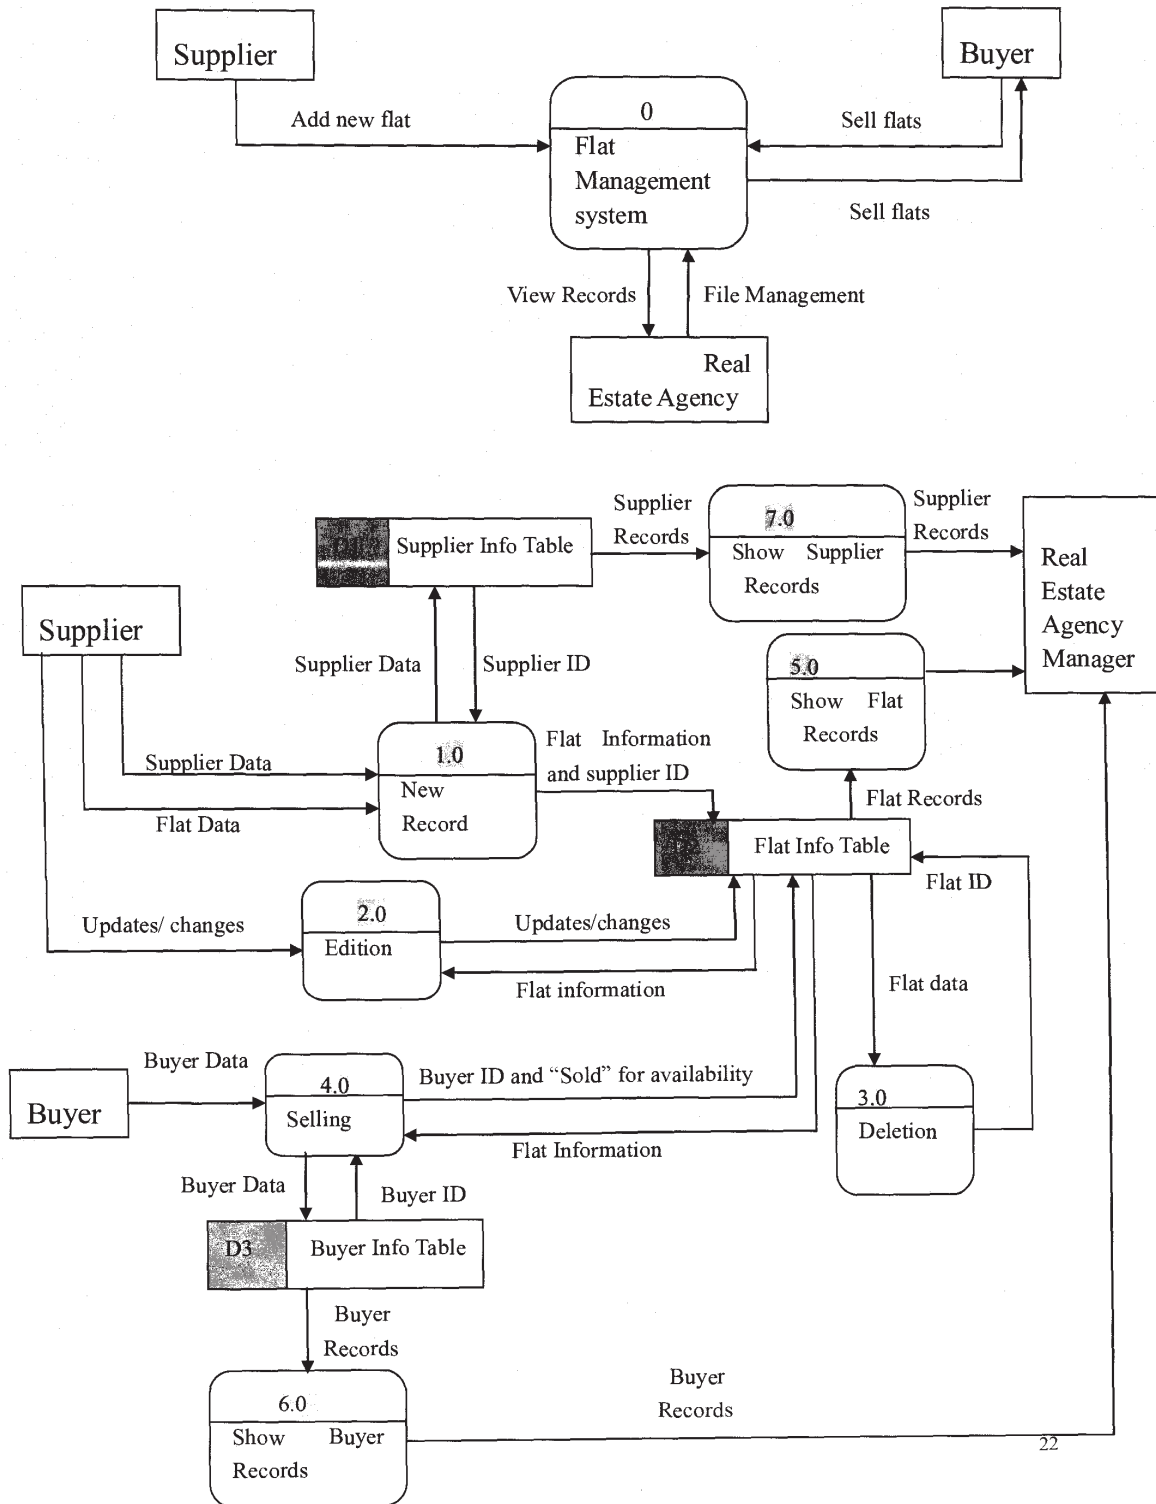 Supplier
Buyer
0
Add new flat
Sell flats
Flat
Management
system
Sell flats
View Records
File Management
Real
Estate Agency
Supplier
Records
7.0
Supplier
Records
Supplier Info Table
Show Supplier
Records
Real
Estate
Agency
Manager
Supplier
Supplier Data
Supplier ID
5.0
Show Flat
Records
1.0
Flat Information
and supplier ID
Supplier Data
New
Record
Flat Data
Flat Records
Flat Info Table
Flat ID
2.0
Updates/ changes
Edition
Updates/changes
Flat information
Flat data
Buyer Data
4.0
Buyer ID and “Sold” for availability
3.0
Buyer
Selling
Deletion
Flat Information
Buyer Data
Buyer ID
D3
Buyer Info Table
Buyer
Records
6.0
Buyer
Records
Show Buyer
Records
22